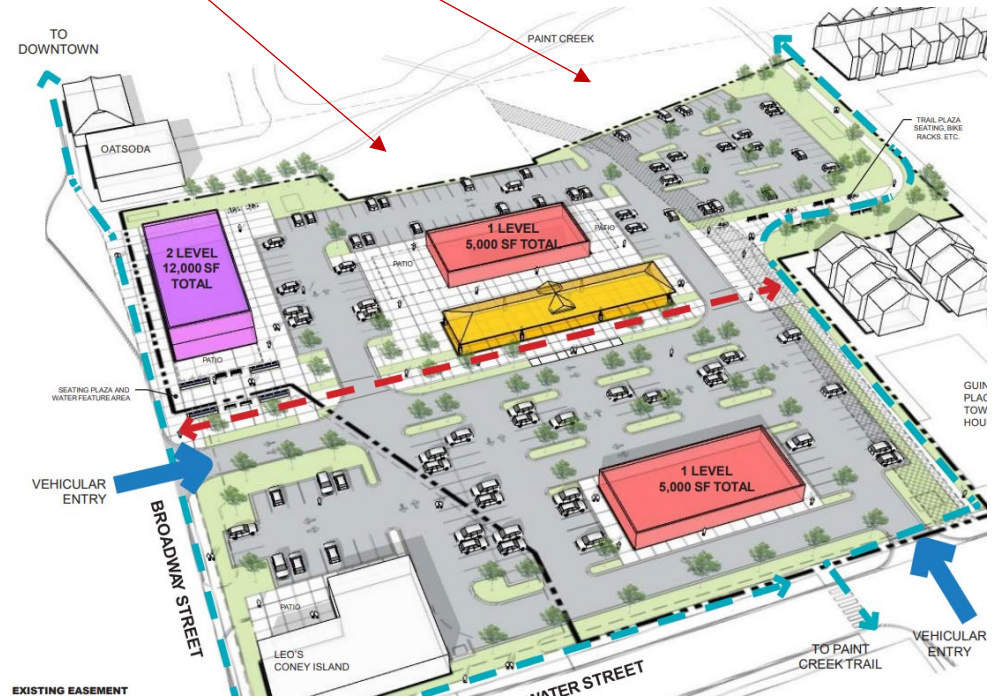 TO
DOWNTOWN
PAINT CREEK
OATSODA
TRAIL PLAZA
SEATING, BIKE
RACKS. ETC.
2 LEVEL
12,000 SF
TOTAL
1 LEVEL
5,000 SF TOTAL
PATIO
PATIO
PATIO
SEATING PLAZA AND
WATER FEATURE AREA
VEHICULAR
ENTRY
BROADWAY STREET
1 LEVEL
5,000 SF TOTAL
PATIO
LEO'S
CONEY ISLAND
WATER STREET
TO PAINT
CREEK TRAIL
VEHICULAR
ENTRY
EXISTING EASEMENT